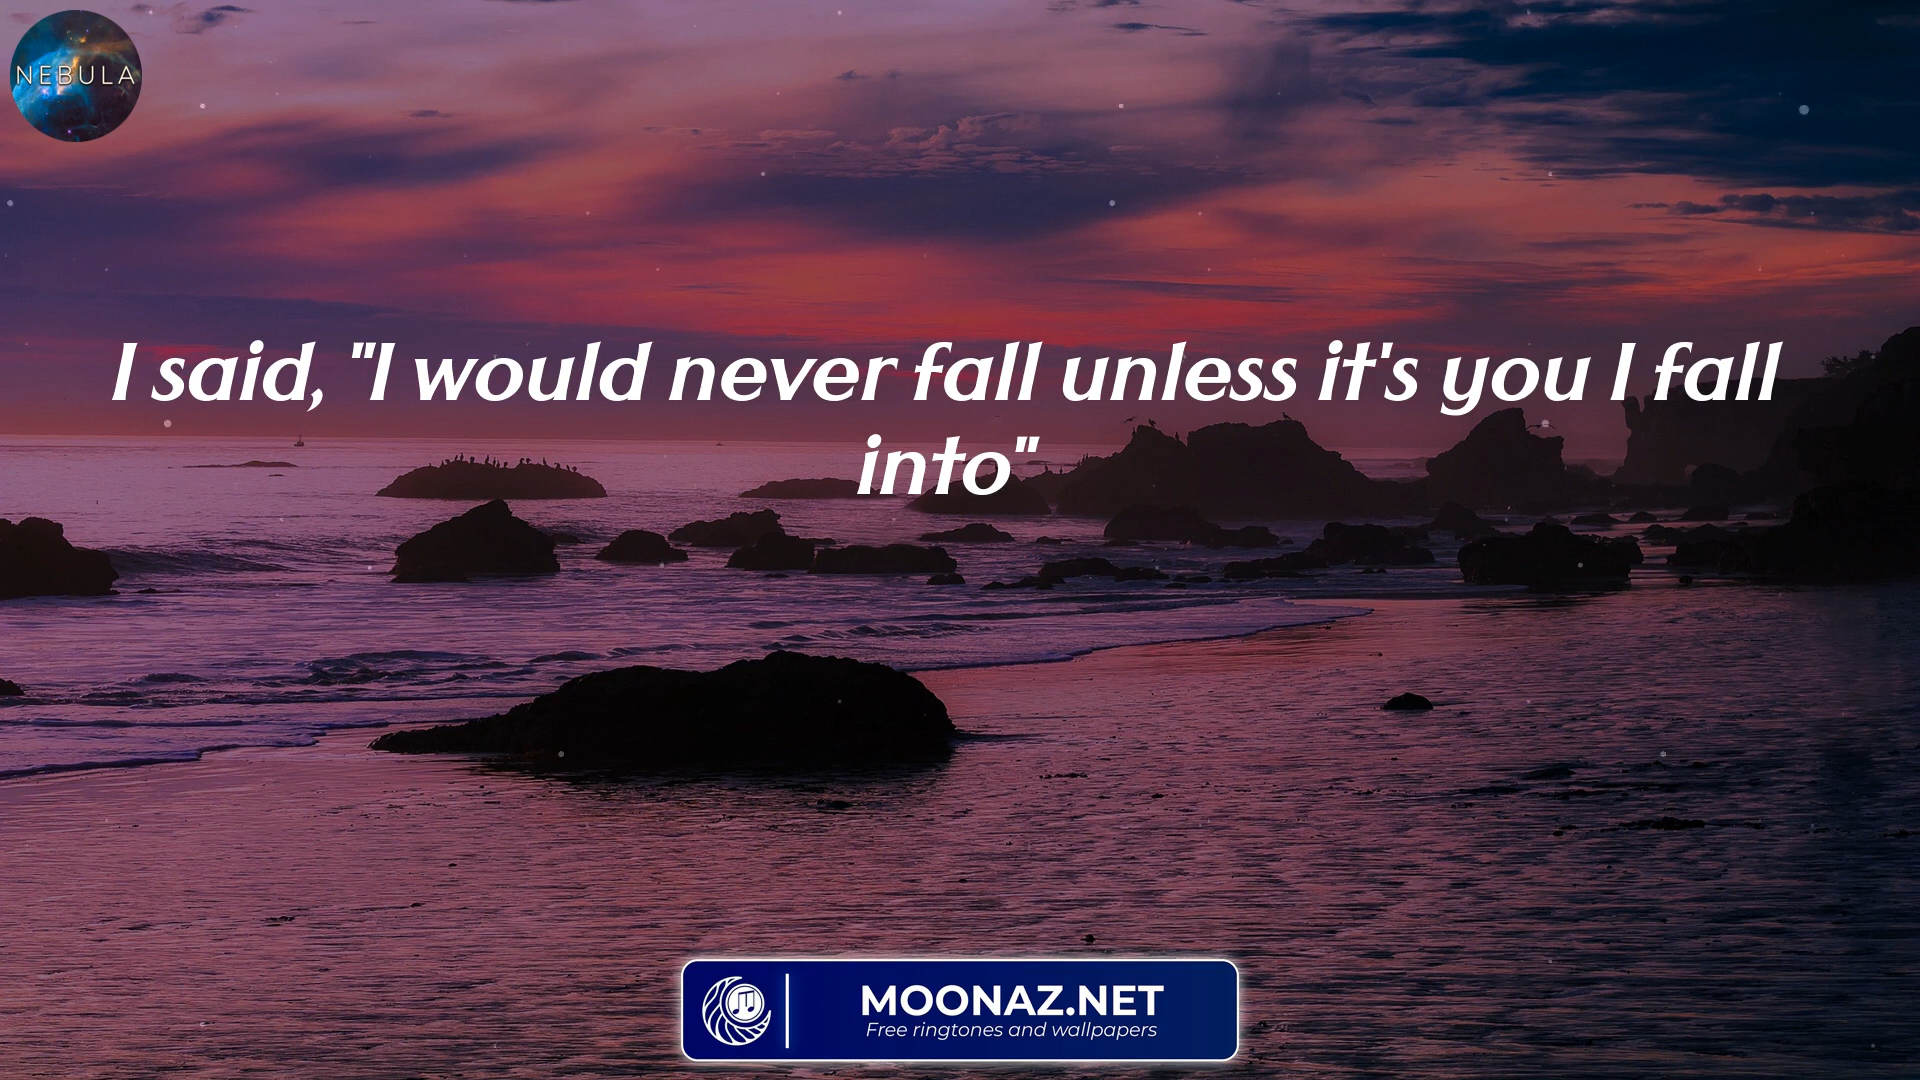 NEBULA
I said, "I would never fall unless it's you I fall
into"
MOONAZ.NET
Free ringtones and wallpapers